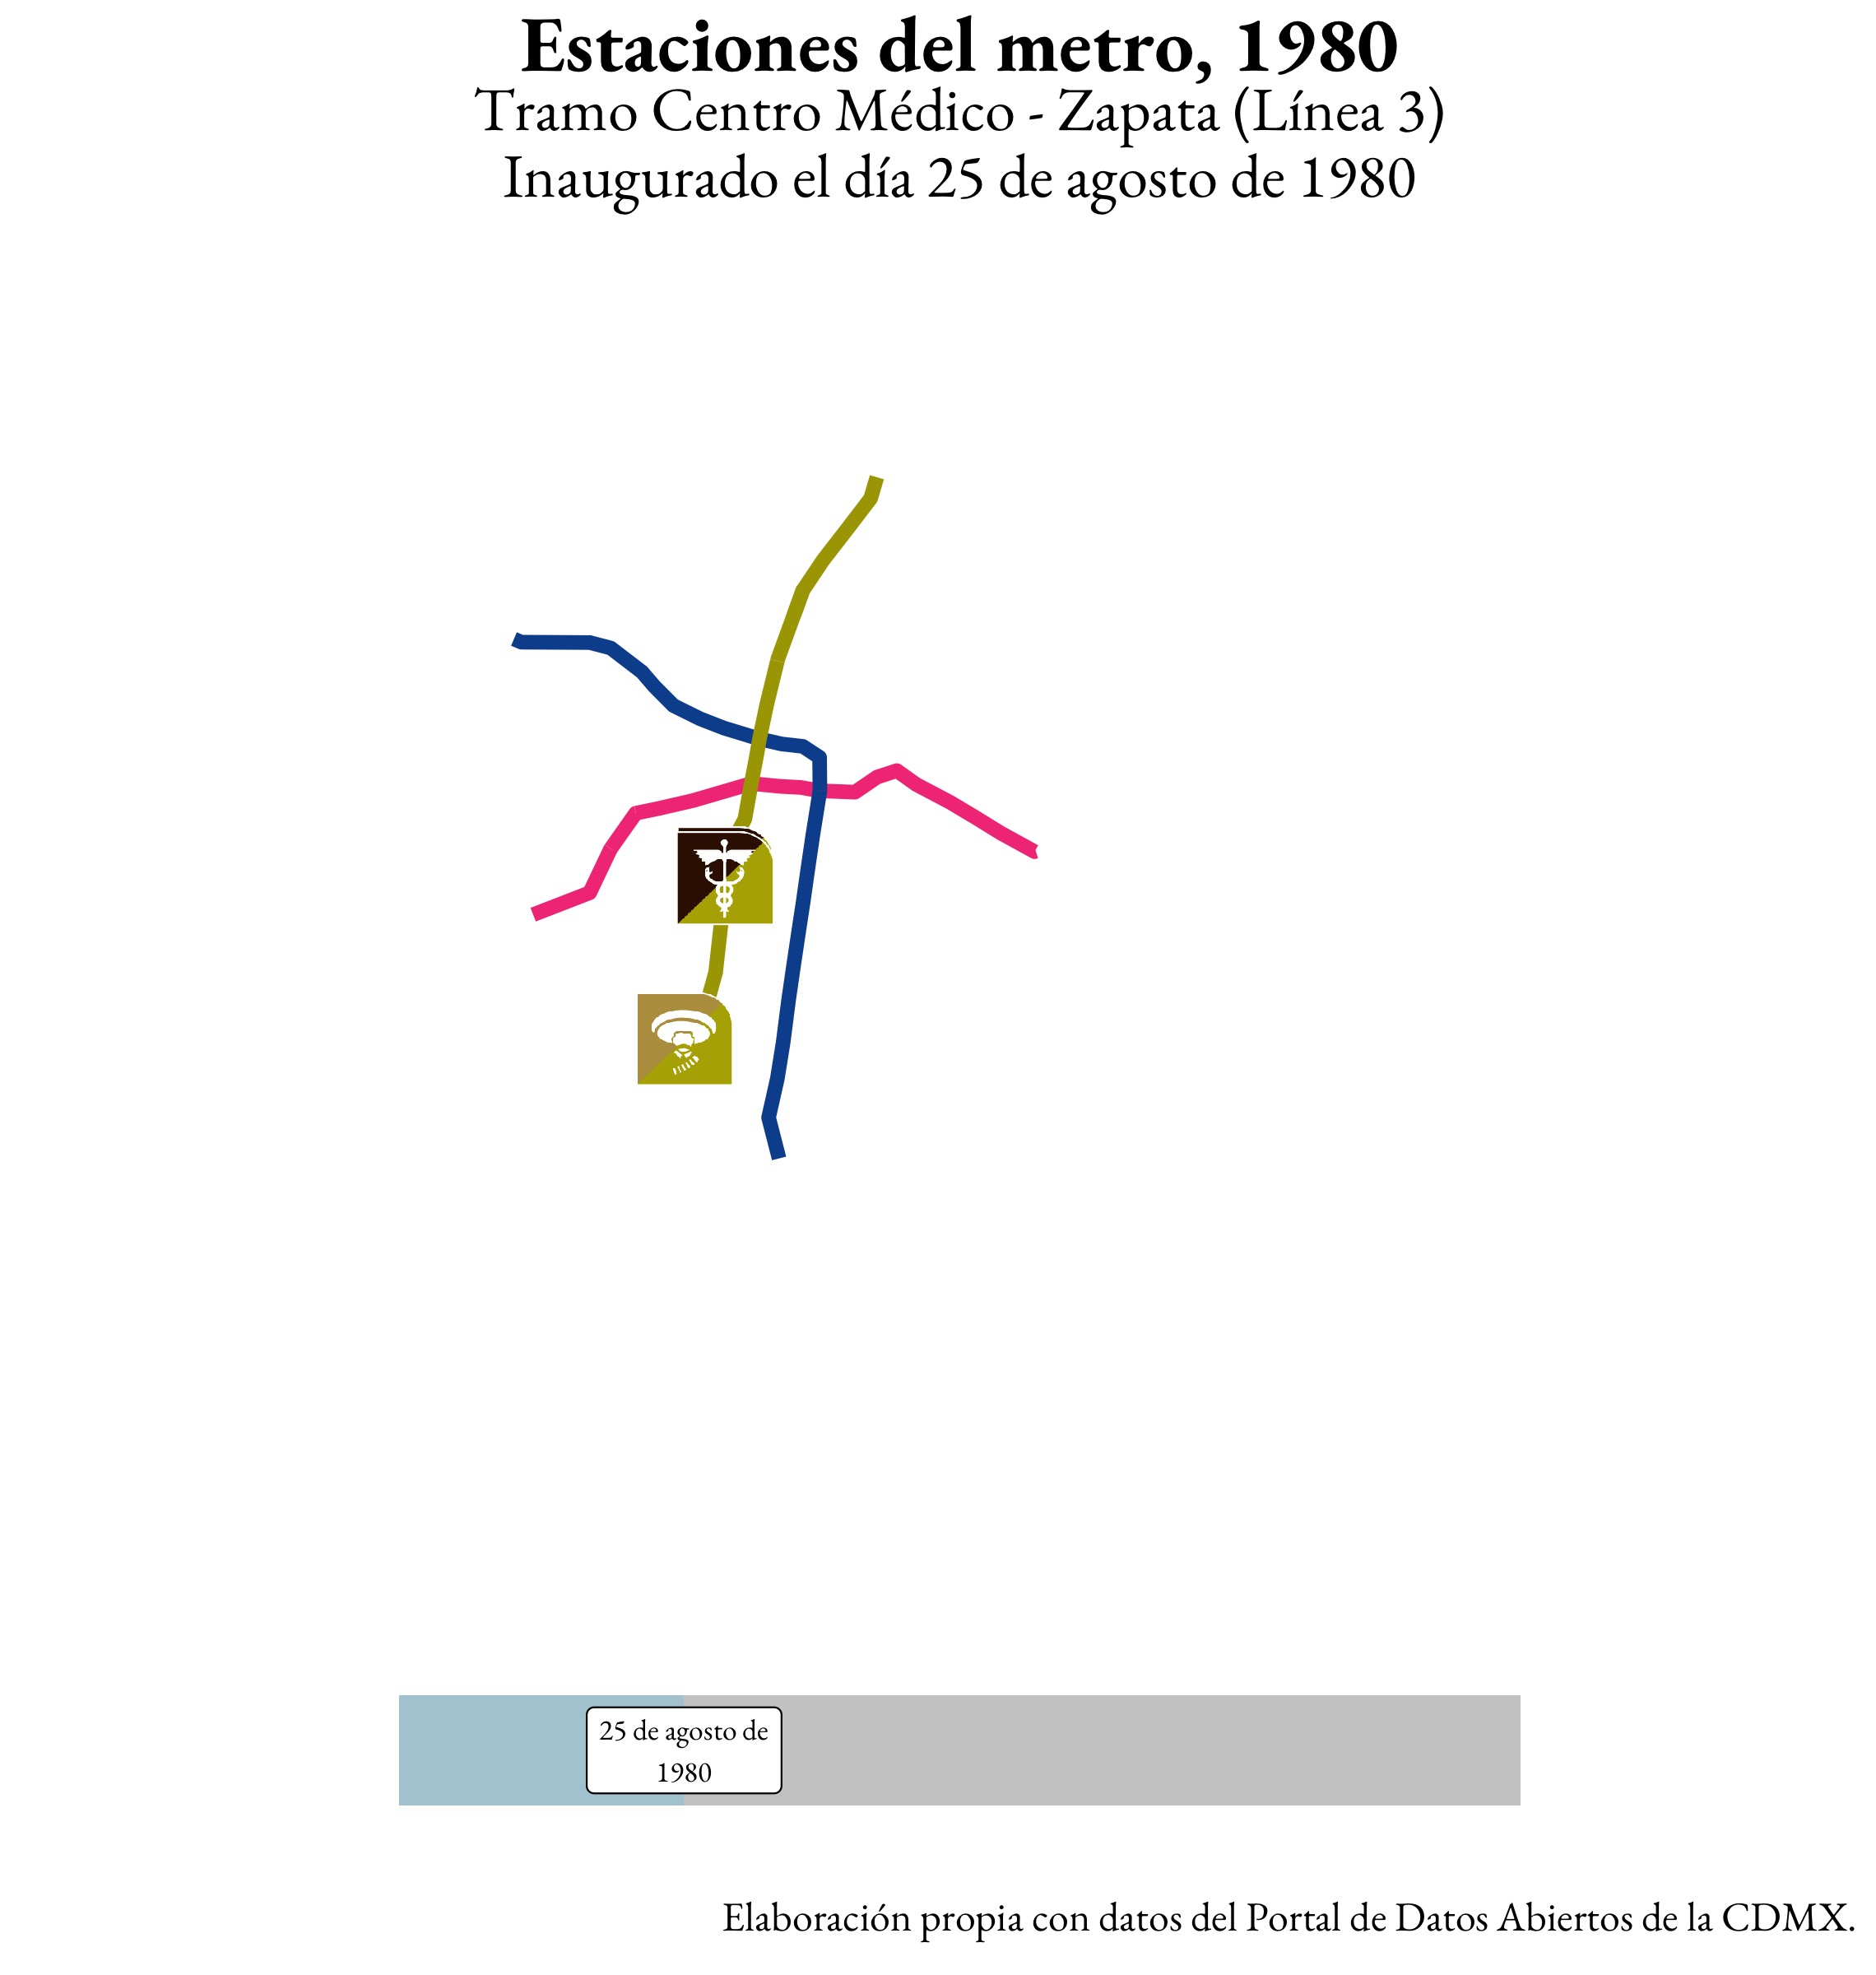 Estaciones del metro, 1980
Tramo Centro Médico - Zapata (Línea 3)
Inaugurado el día 25 de agosto de 1980
25 de agosto de
1980
Elaboración propia con datos del Portal de Datos Abiertos de la CDMX.